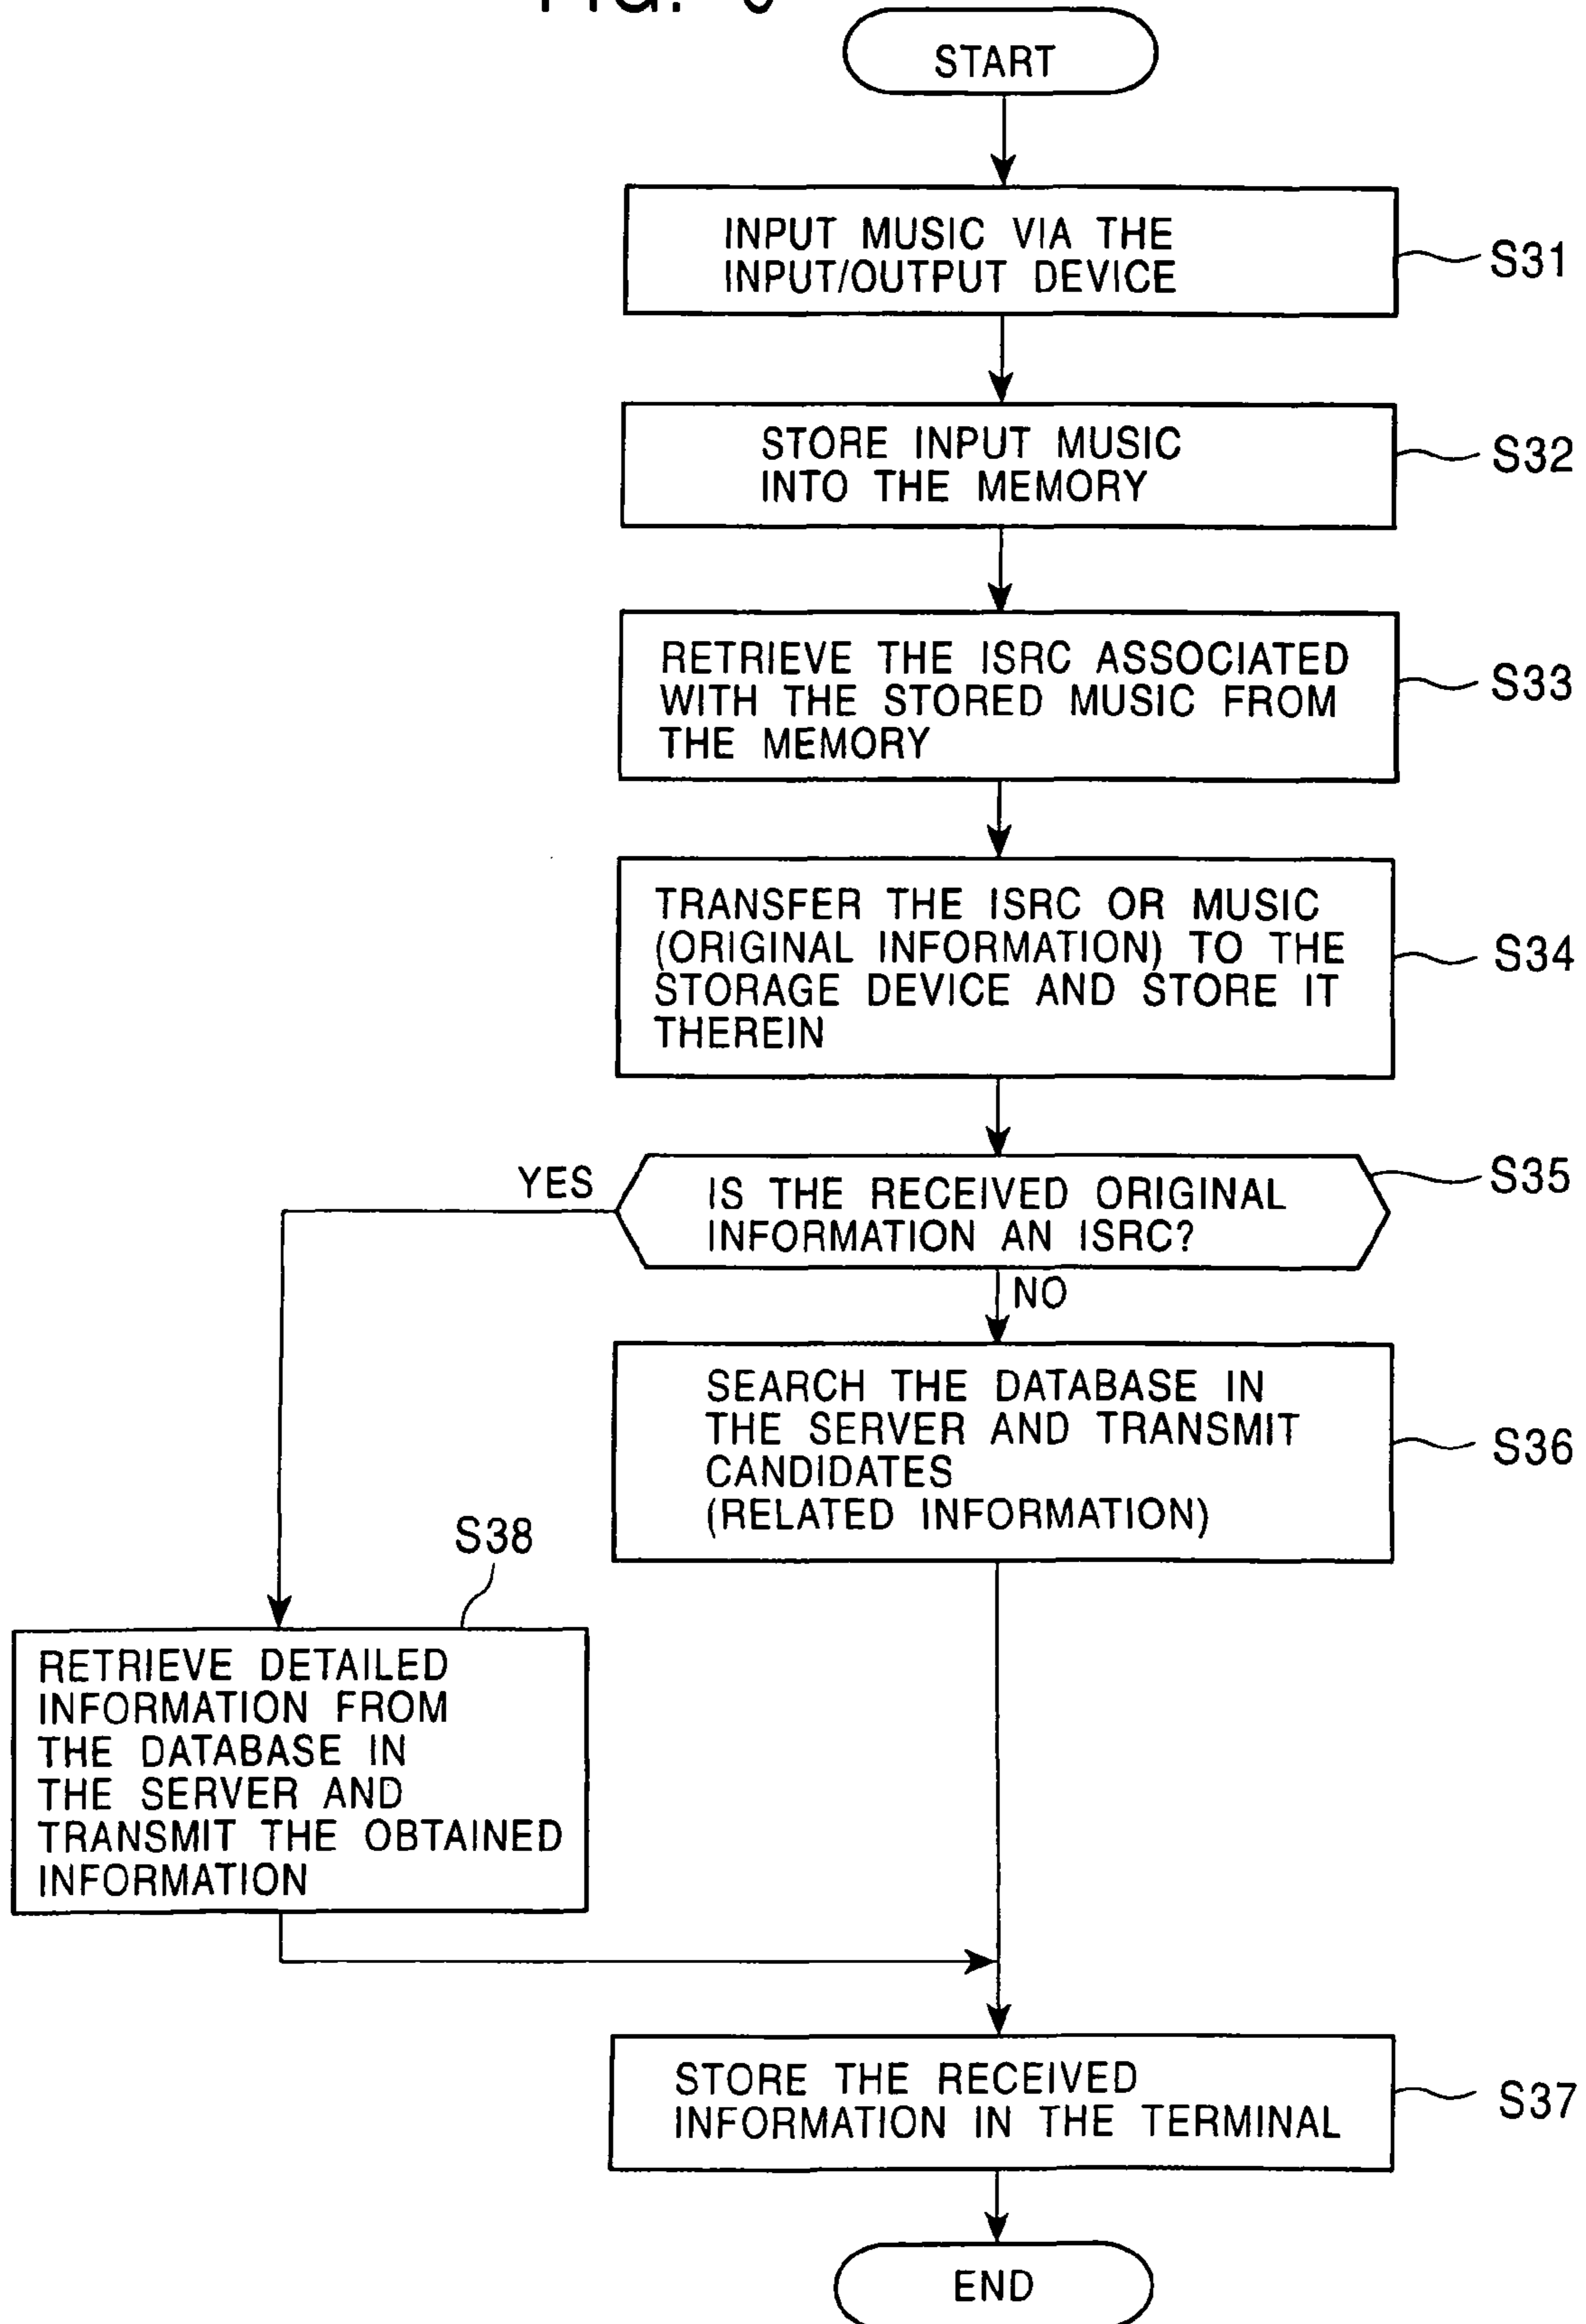 START
INPUT MUSIC VIA THE
INPUT/OUTPUT DEVICE
S31
STORE INPUT MUSIC
INTO THE MEMORY
S32
RETRIEVE THE ISRC ASSOCIATED
WITH THE STORED MUSIC FROM
THE MEMORY
S33
TRANSFER THE ISRC OR MUSIC
(ORIGINAL INFORMATION) TO THE
STORAGE DEVICE AND STORE IT
THEREIN
S34
YES
IS THE RECEIVED ORIGINAL
INFORMATION AN ISRC?
S35
NO
SEARCH THE DATABASE IN
THE SERVER AND TRANSMIT
CANDIDATES
(RELATED INFORMATION)
S36
S38
RETRIEVE DETAILED
INFORMATION FROM
THE DATABASE IN
THE SERVER AND
TRANSMIT THE OBTAINED
INFORMATION
STORE THE RECEIVED
INFORMATION IN THE TERMINAL
S37
END